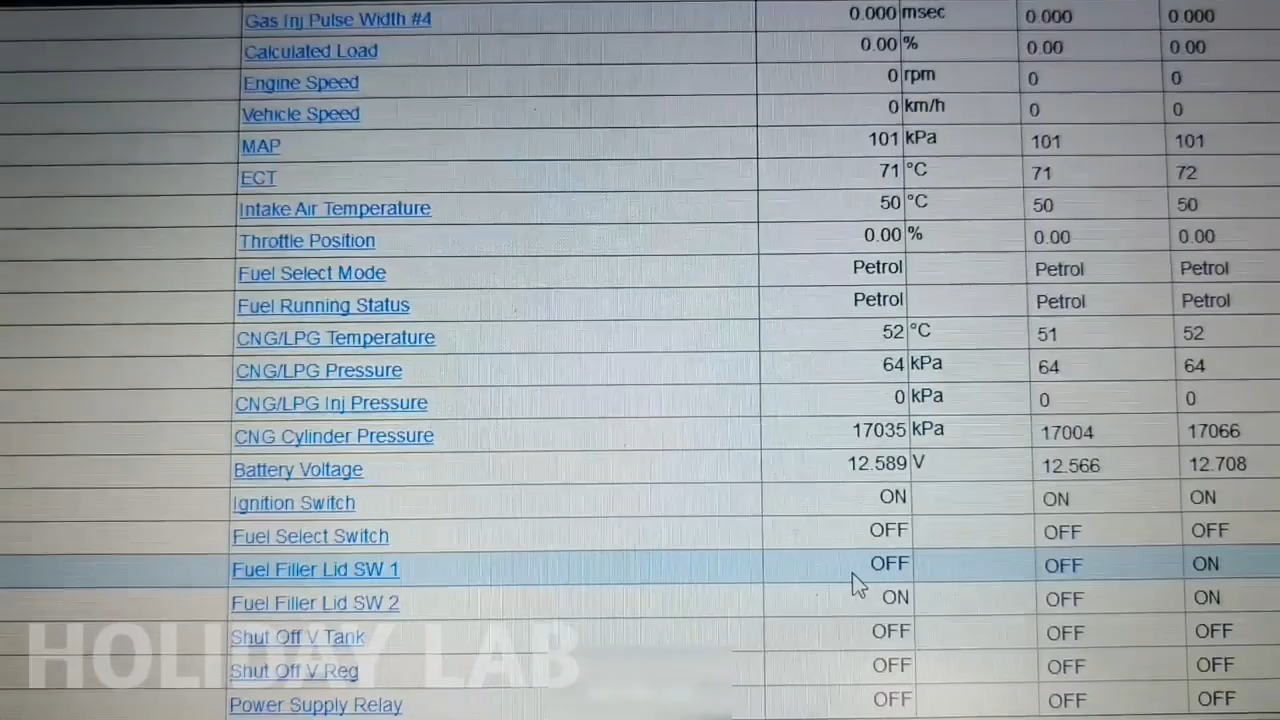 Gas Inj Pulse Width #4 0.000 msec 0.000 0.000
Calculated Load 0.00 % 0.00 0.00
Engine Speed 0 rpm 0 0
Vehicle Speed 0 km/h 0 0
MAP 101 kPa 101 101
ECT 71 °C 71 72
Intake Air Temperature 50 °C 50 50
Throttle Position 0.00 % 0.00 0.00
Fuel Select Mode Petrol Petrol Petrol
Fuel Running Status Petrol Petrol Petrol
CNG/LPG Temperature 52 °C 51 52
CNG/LPG Pressure 64 kPa 64 64
CNG/LPG Inj Pressure 0 kPa 0 0
CNG Cylinder Pressure 17035 kPa 17004 17066
Battery Voltage 12.589 V 12.566 12.708
Ignition Switch ON ON ON
Fuel Select Switch OFF OFF OFF
Fuel Filler Lid SW 1 OFF OFF ON
Fuel Filler Lid SW 2 ON OFF ON
Shut Off V Tank OFF OFF OFF
HOLIDAY LAB
Shut Off V Reg OFF OFF OFF
Power Supply Relay OFF OFF OFF